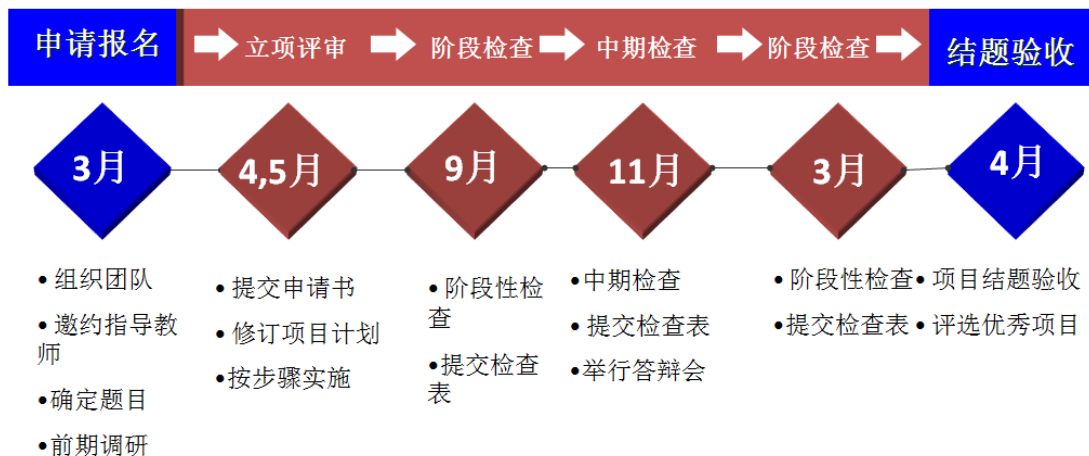 申请报名
立项评审
阶段检查
中期检查
阶段检查
结题验收
3月
4,5月
9月
11月
3月
4月
• 组织团队
• 邀约指导教
师
•确定题目
•前期调研
•提交申请书
• 修订项目计划
•按步骤实施
• 阶段性检
查
•提交检查
表
•中期检查
• 提交检查表
•举行答辩会
• 阶段性检查
•提交检查表
• 项目结题验收
• 评选优秀项目